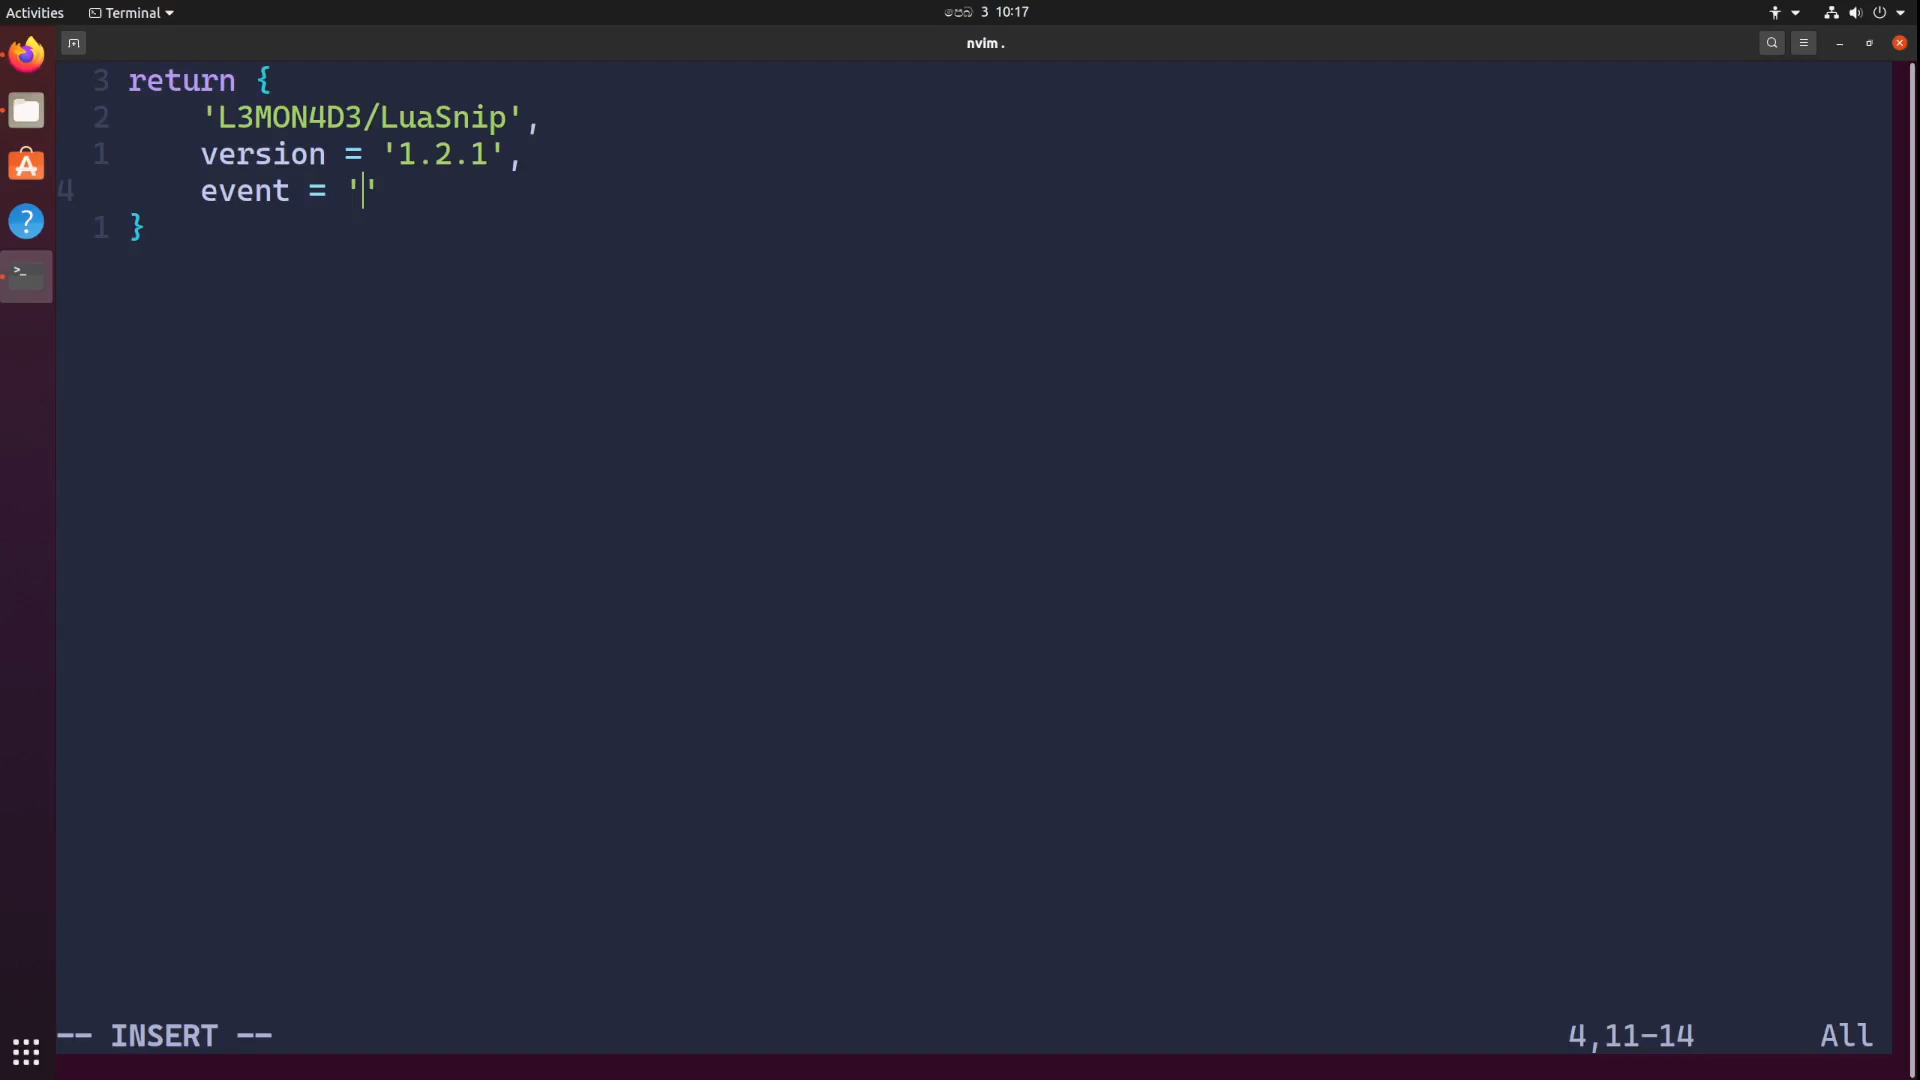 Activities Terminal පෙබ 3 10:17
nvim .
3 return {
2 'L3MON4D3/LuaSnip',
1 version = '1.2.1',
4 event = ''
1 }
-- INSERT -- 4,11-14 All